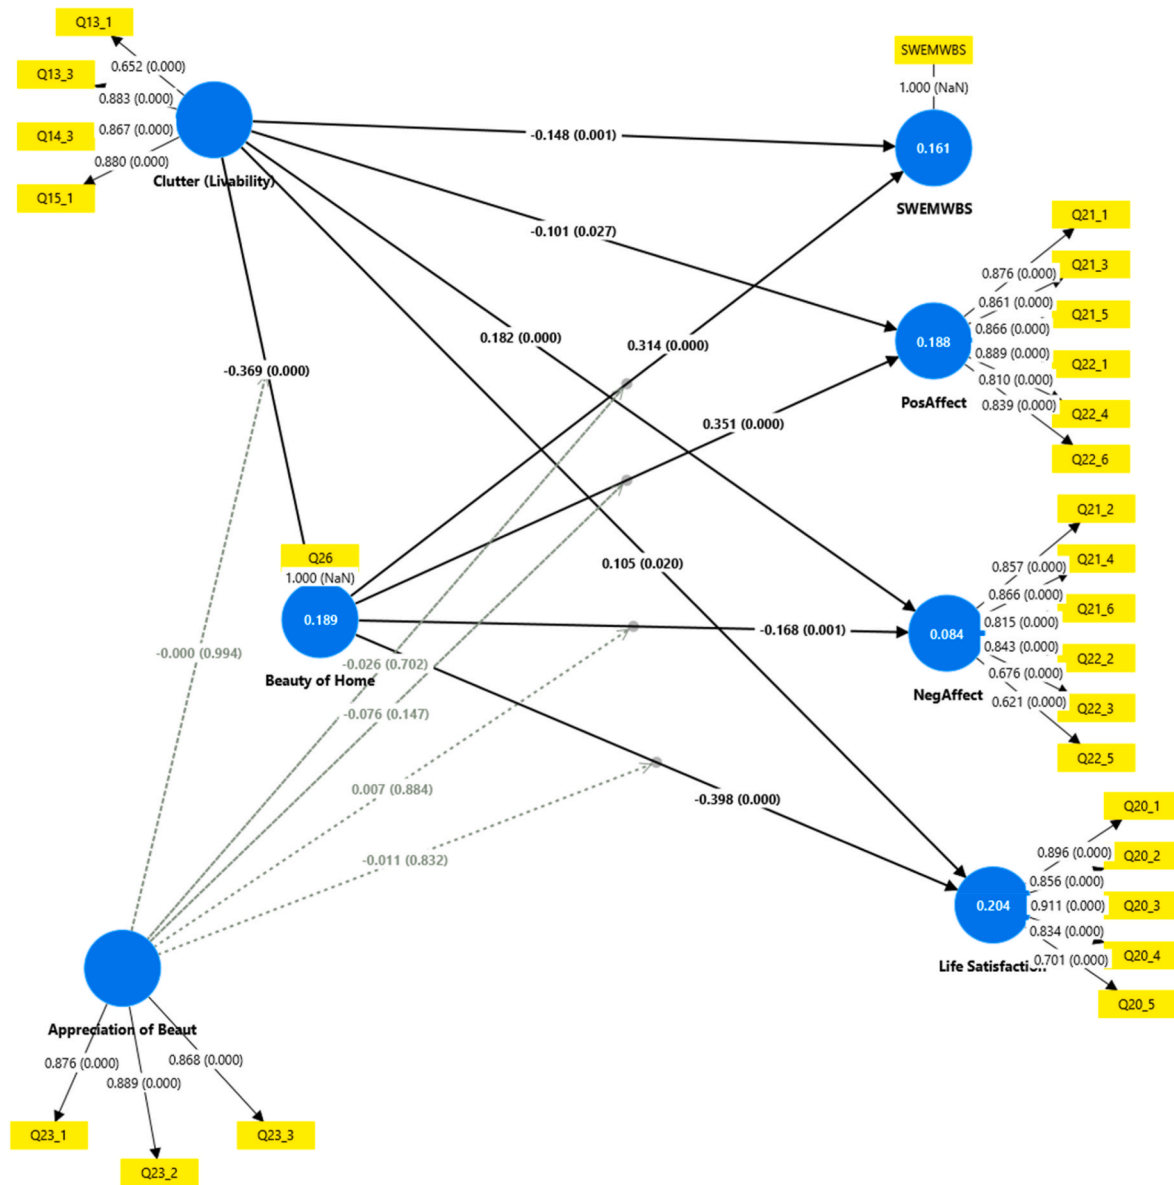 Q13_1
0.652 (0.000)
Q13_3
0.883 (0.000)
Q14_3
0.867 (0.000)
0.880 (0.000)
Q15_1
Clutter (Livability)
SWEMWBS
1.000 (NaN)
0.161
SWEMWBS
-0.148 (0.001)
-0.101 (0.027)
0.182 (0.000)
0.314 (0.000)
-0.369 (0.000)
0.351 (0.000)
0.105 (0.020)
Q21_1
0.876 (0.000)
Q21_3
0.861 (0.000)
Q21_5
0.866 (0.000)
0.188
0.889 (0.000)
Q22_1
0.810 (0.000)
PosAffect
0.839 (0.000)
Q22_4
Q22_6
Q26
1.000 (NaN)
0.189
Beauty of Home
-0.168 (0.001)
Q21_2
0.857 (0.000)
Q21_4
0.866 (0.000)
Q21_6
0.815 (0.000)
0.084
0.843 (0.000)
Q22_2
0.676 (0.000)
NegAffect
0.621 (0.000)
Q22_3
Q22_5
-0.000 (0.994)
-0.026 (0.702)
-0.076 (0.147)
0.007 (0.884)
-0.011 (0.832)
-0.398 (0.000)
Q20_1
0.896 (0.000)
Q20_2
0.856 (0.000)
0.204
0.911 (0.000)
Q20_3
0.834 (0.000)
Q20_4
0.701 (0.000)
Life Satisfaction
Q20_5
Appreciation of Beaut
0.876 (0.000)
0.889 (0.000)
0.868 (0.000)
Q23_1
Q23_2
Q23_3